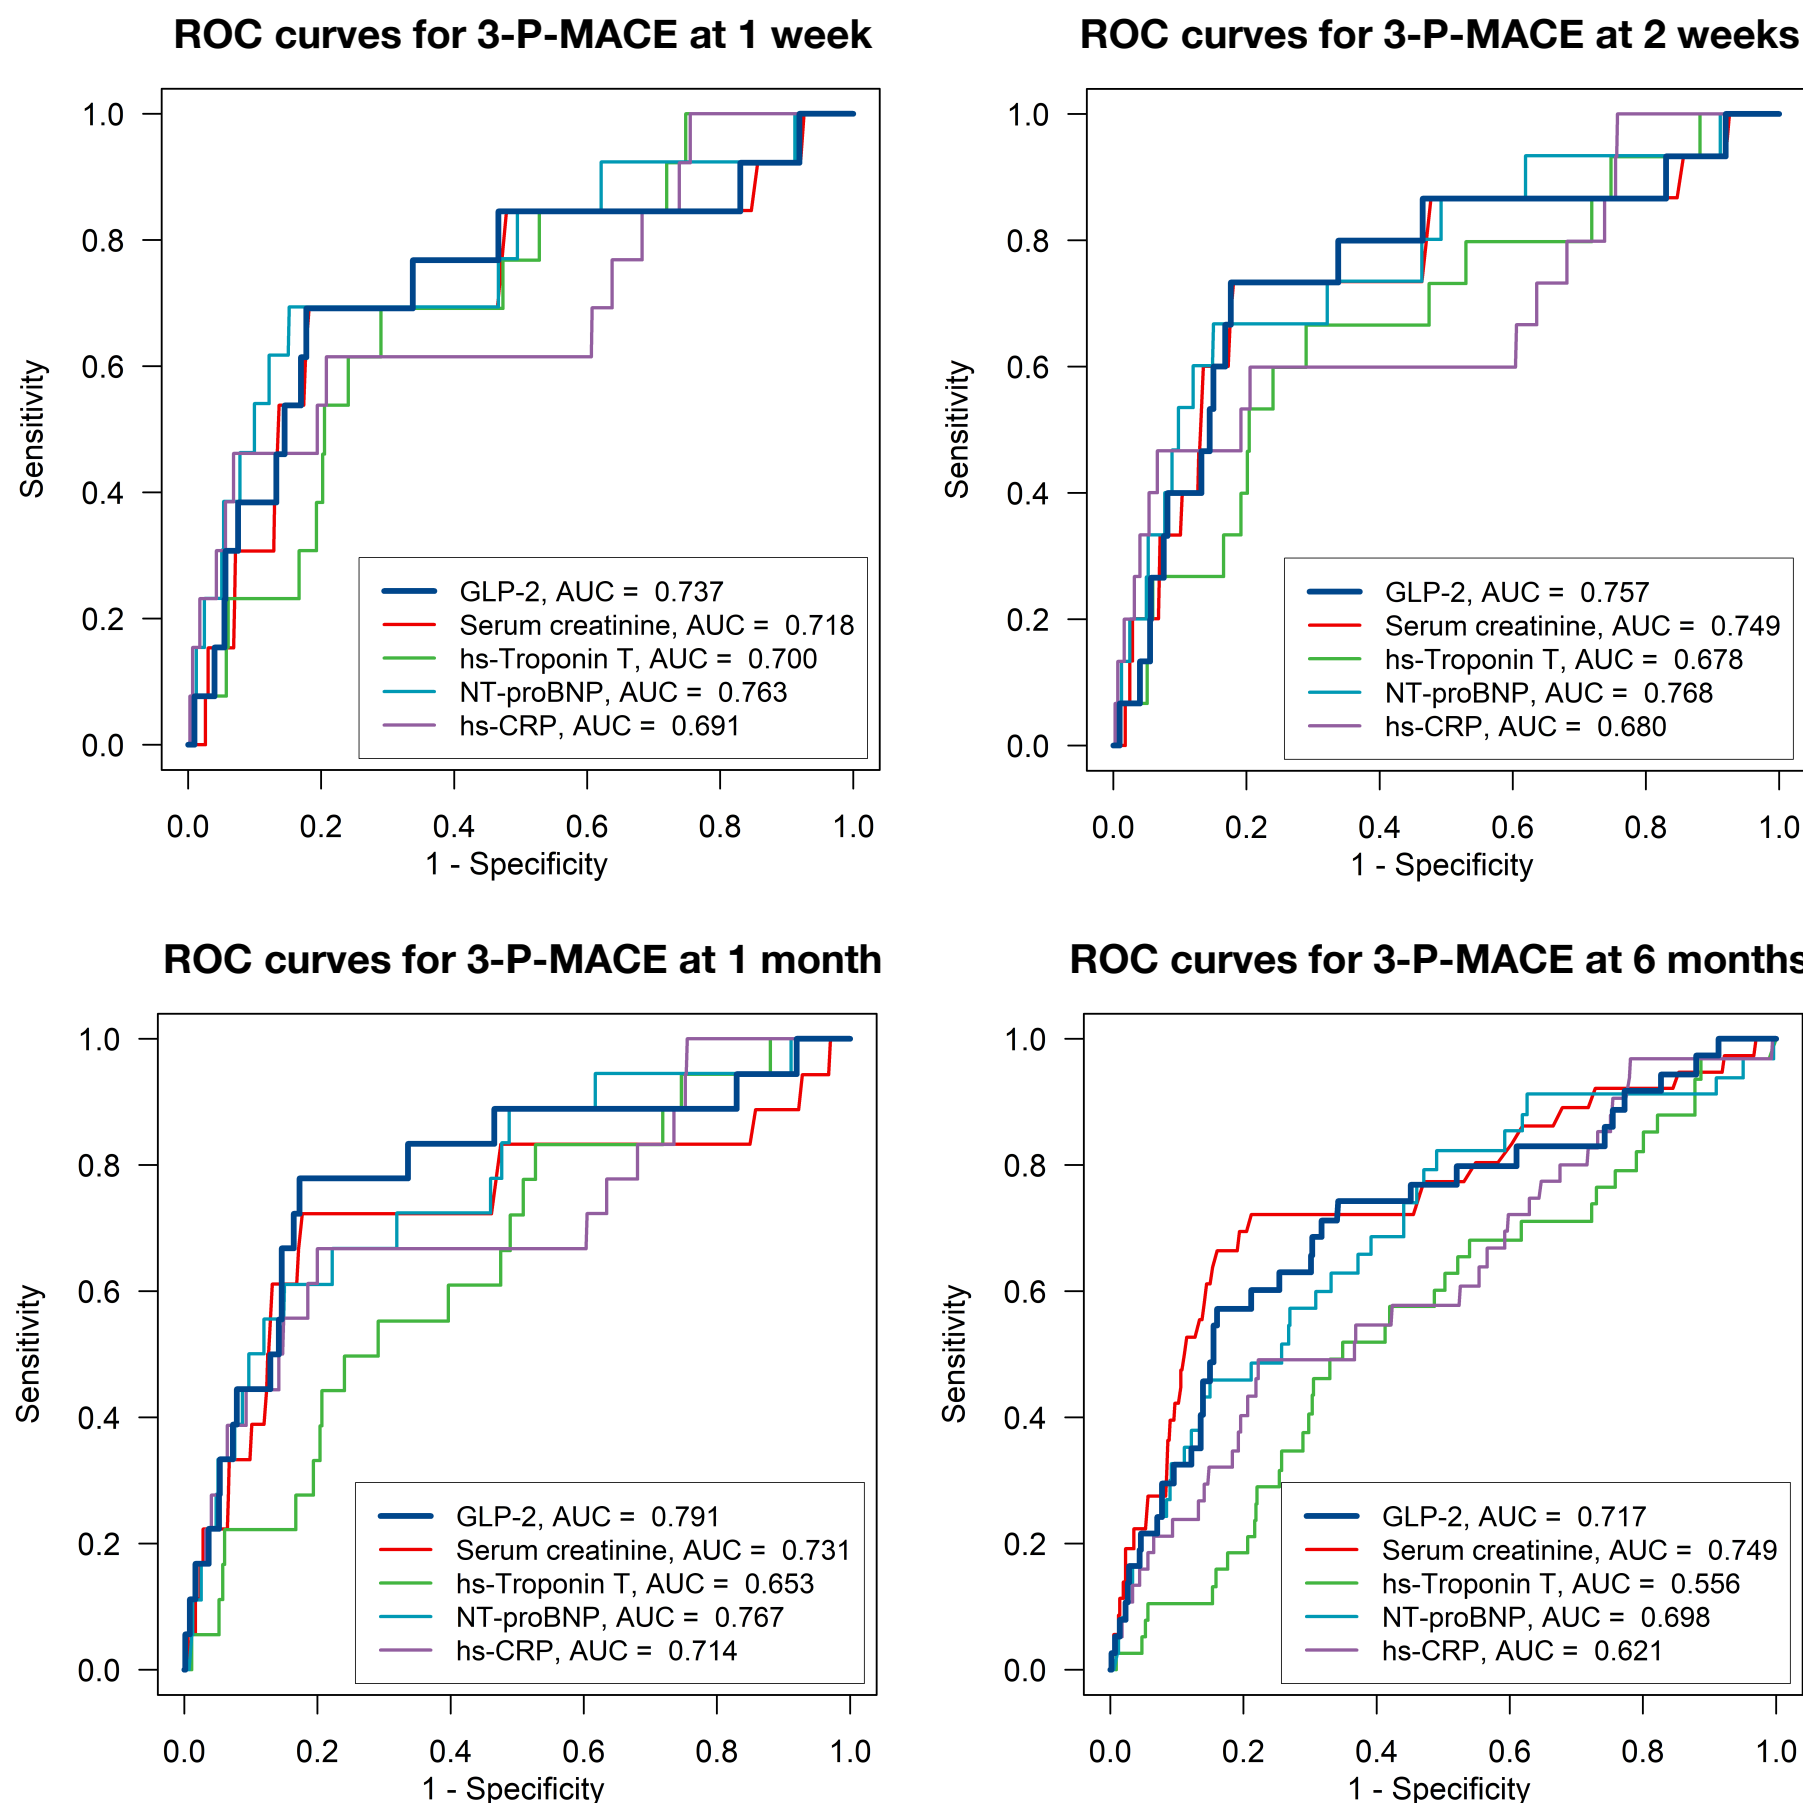 ROC curves for 3-P-MACE at 1 week
1.0
0.8
0.6
0.4
0.2
0.0
Sensitivity
GLP-2, AUC = 0.737
Serum creatinine, AUC = 0.718
hs-Troponin T, AUC = 0.700
NT-proBNP, AUC = 0.763
hs-CRP, AUC = 0.691
0.0 0.2 0.4 0.6 0.8 1.0
1 - Specificity
ROC curves for 3-P-MACE at 2 weeks
1.0
0.8
0.6
0.4
0.2
0.0
Sensitivity
GLP-2, AUC = 0.757
Serum creatinine, AUC = 0.749
hs-Troponin T, AUC = 0.678
NT-proBNP, AUC = 0.768
hs-CRP, AUC = 0.680
0.0 0.2 0.4 0.6 0.8 1.0
1 - Specificity
ROC curves for 3-P-MACE at 1 month
1.0
0.8
0.6
0.4
0.2
0.0
Sensitivity
GLP-2, AUC = 0.791
Serum creatinine, AUC = 0.731
hs-Troponin T, AUC = 0.653
NT-proBNP, AUC = 0.767
hs-CRP, AUC = 0.714
0.0 0.2 0.4 0.6 0.8 1.0
1 - Specificity
ROC curves for 3-P-MACE at 6 months
1.0
0.8
0.6
0.4
0.2
0.0
Sensitivity
GLP-2, AUC = 0.717
Serum creatinine, AUC = 0.749
hs-Troponin T, AUC = 0.556
NT-proBNP, AUC = 0.698
hs-CRP, AUC = 0.621
0.0 0.2 0.4 0.6 0.8 1.0
1 - Specificity